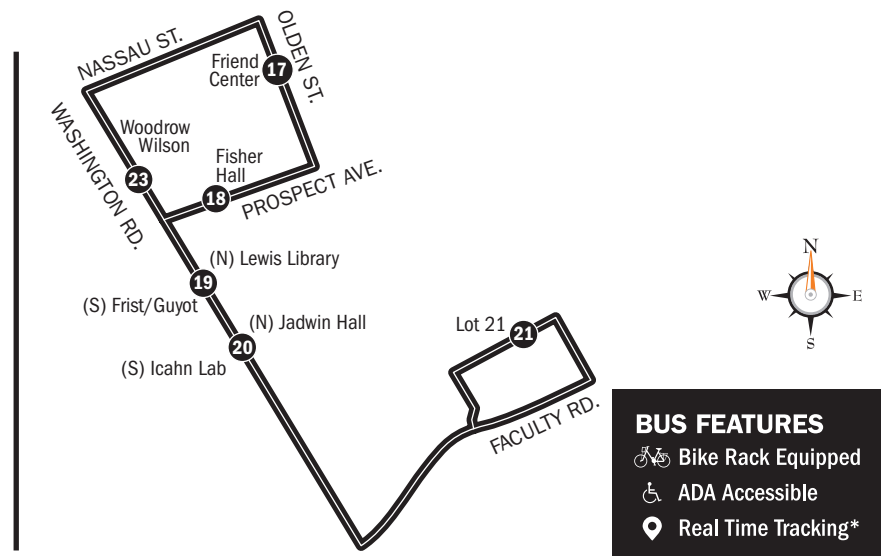 NASSAU ST.
OLDEN ST.
Friend
Center
17
WASHINGTON RD.
Woodrow
Wilson
23
Fisher
Hall
18
PROSPECT AVE.
(N) Lewis Library
19
(S) Frist/Guyot
(N) Jadwin Hall
20
(S) Icahn Lab
Lot 21
21
FACULTY RD.
N
W
E
S
BUS FEATURES
Bike Rack Equipped
ADA Accessible
Real Time Tracking*